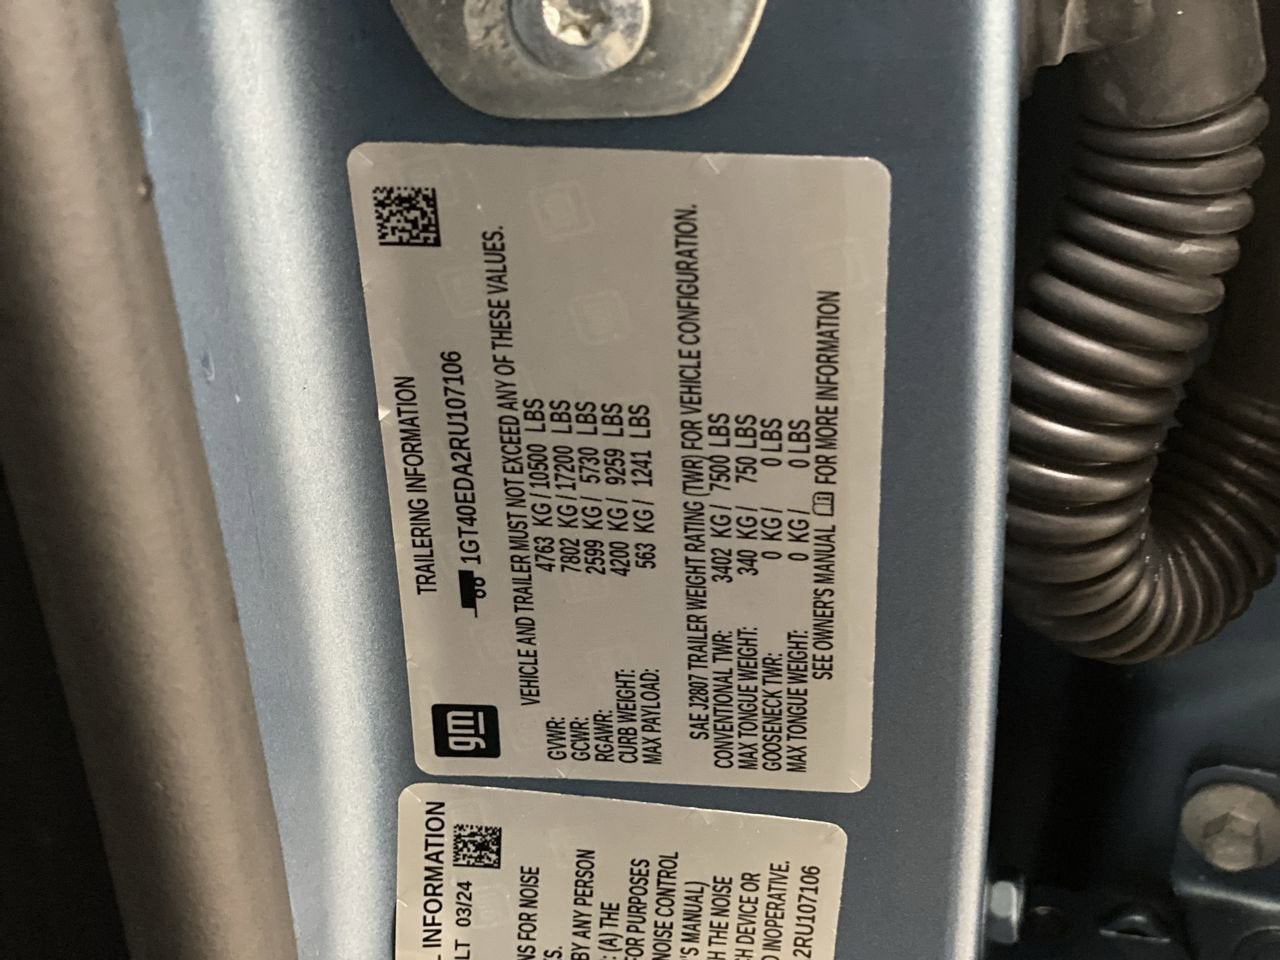 gm
TRAILERING INFORMATION
1GT40EDA2RU107106
VEHICLE AND TRAILER MUST NOT EXCEED ANY OF THESE VALUES.
GVWR: 4763 KG / 10500 LBS
GCWR: 7802 KG / 17200 LBS
RGAWR: 2599 KG / 5730 LBS
CURB WEIGHT: 4200 KG / 9259 LBS
MAX PAYLOAD: 563 KG / 1241 LBS
SAE J2807 TRAILER WEIGHT RATING (TWR) FOR VEHICLE CONFIGURATION.
CONVENTIONAL TWR: 3402 KG / 7500 LBS
MAX TONGUE WEIGHT: 340 KG / 750 LBS
GOOSENECK TWR: 0 KG / 0 LBS
MAX TONGUE WEIGHT: 0 KG / 0 LBS
SEE OWNER'S MANUAL FOR MORE INFORMATION
INFORMATION
LT 03/24
NS FOR NOISE
S.
BY ANY PERSON
: (A) THE
FOR PURPOSES
NOISE CONTROL
'S MANUAL)
H THE NOISE
H DEVICE OR
INOPERATIVE.
2RU107106